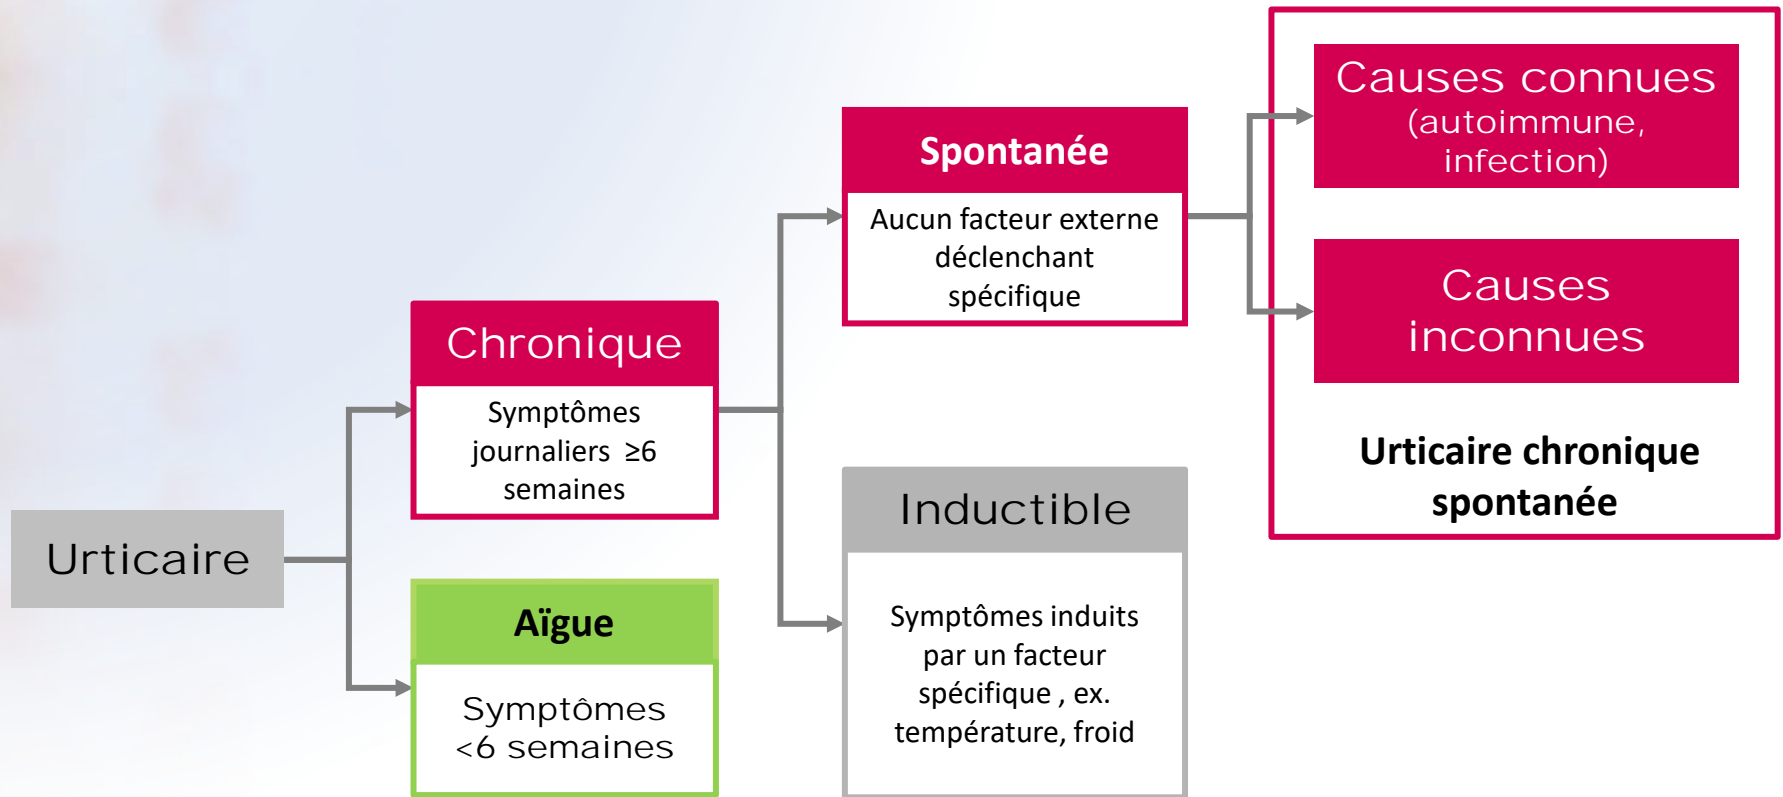 Urticaire
Chronique
Symptômes
journaliers ≥6
semaines
Aïgue
Symptômes
<6 semaines
Spontanée
Aucun facteur externe
déclenchant
spécifique
Inductible
Symptômes induits
par un facteur
spécifique , ex.
température, froid
Causes connues
(autoimmune,
infection)
Causes
inconnues
Urticaire chronique
spontanée